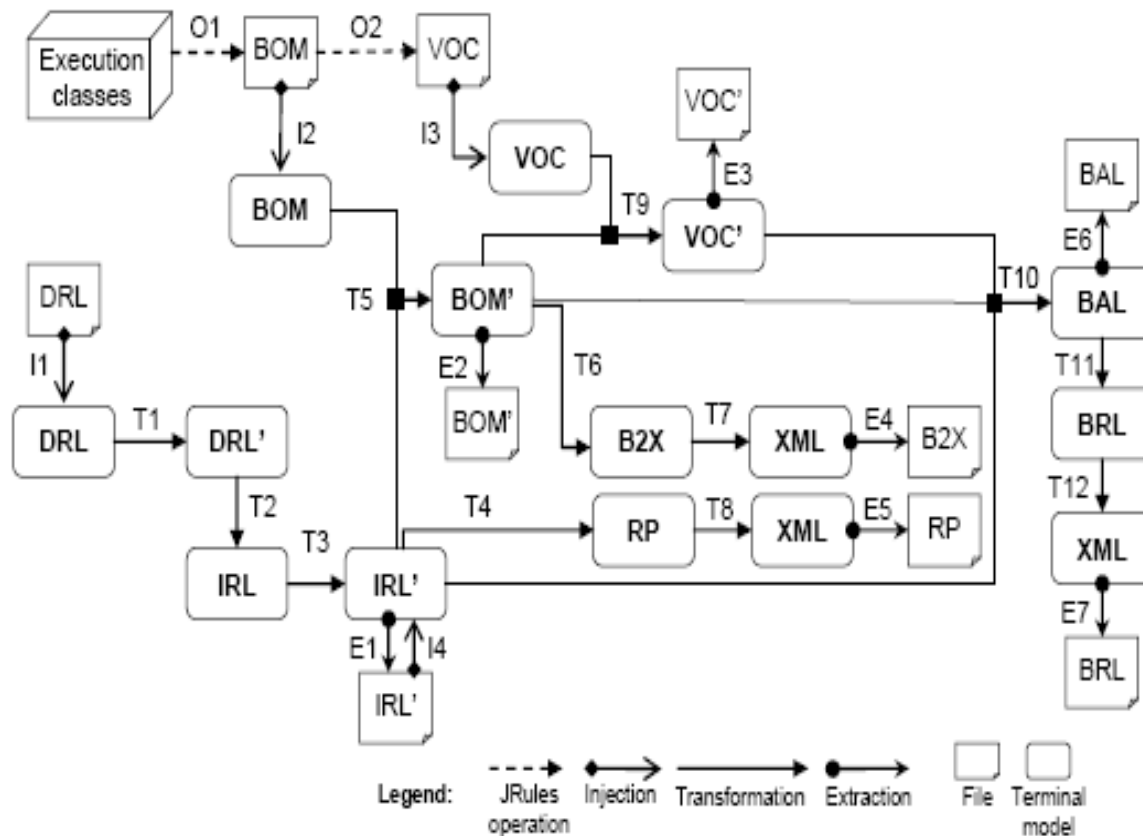 O1
O2
Execution
classes
BOM
VOC
I2
I3
VOC'
VOC
E3
BAL
BOM
T9
VOC'
E6
DRL
T5
BOM'
T10
BAL
I1
E2
T6
T11
DRL
T1
DRL'
BOM'
B2X
T7
XML
E4
B2X
BRL
T2
T4
T12
T3
RP
T8
XML
E5
RP
IRL
IRL'
XML
E1
I4
E7
IRL'
BRL
Legend:
JRules
operation
Injection
Transformation
Extraction
File
Terminal
model